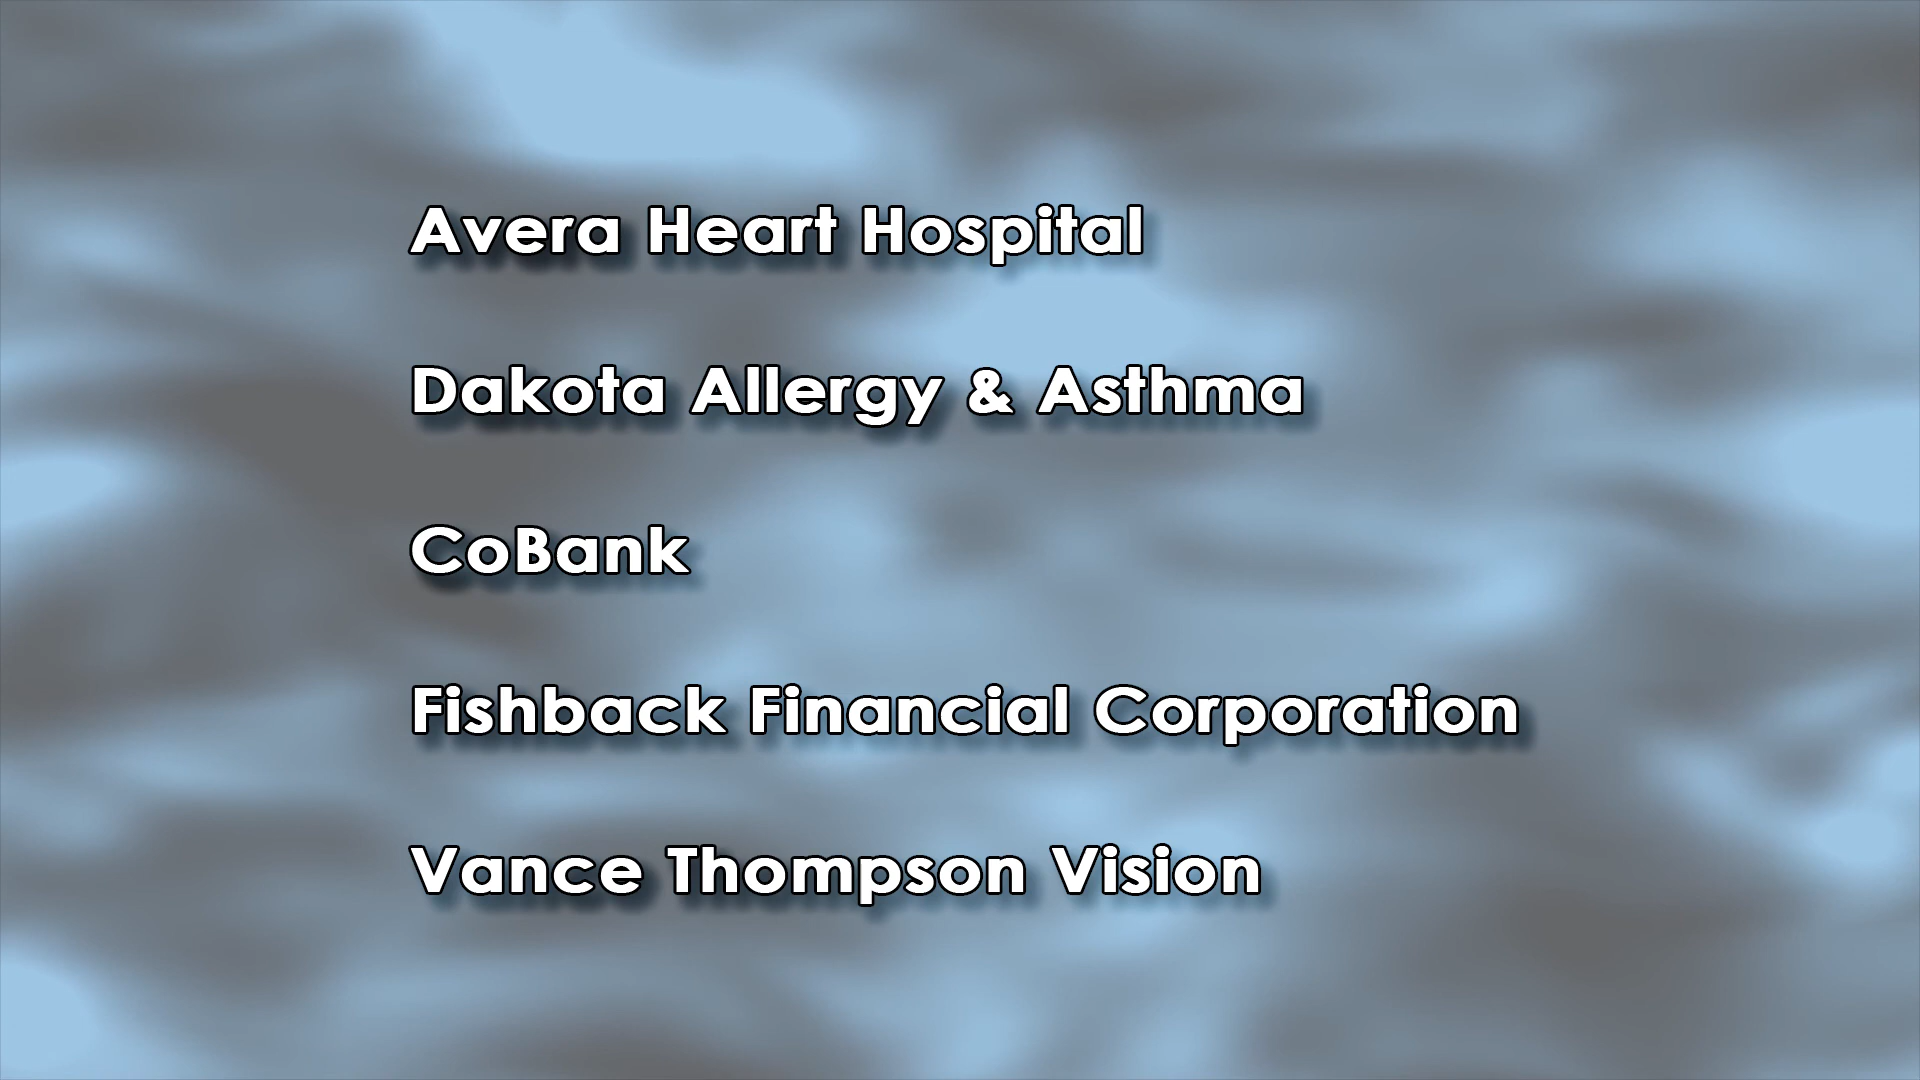 Avera Heart Hospital
Dakota Allergy & Asthma
CoBank
Fishback Financial Corporation
Vance Thompson Vision